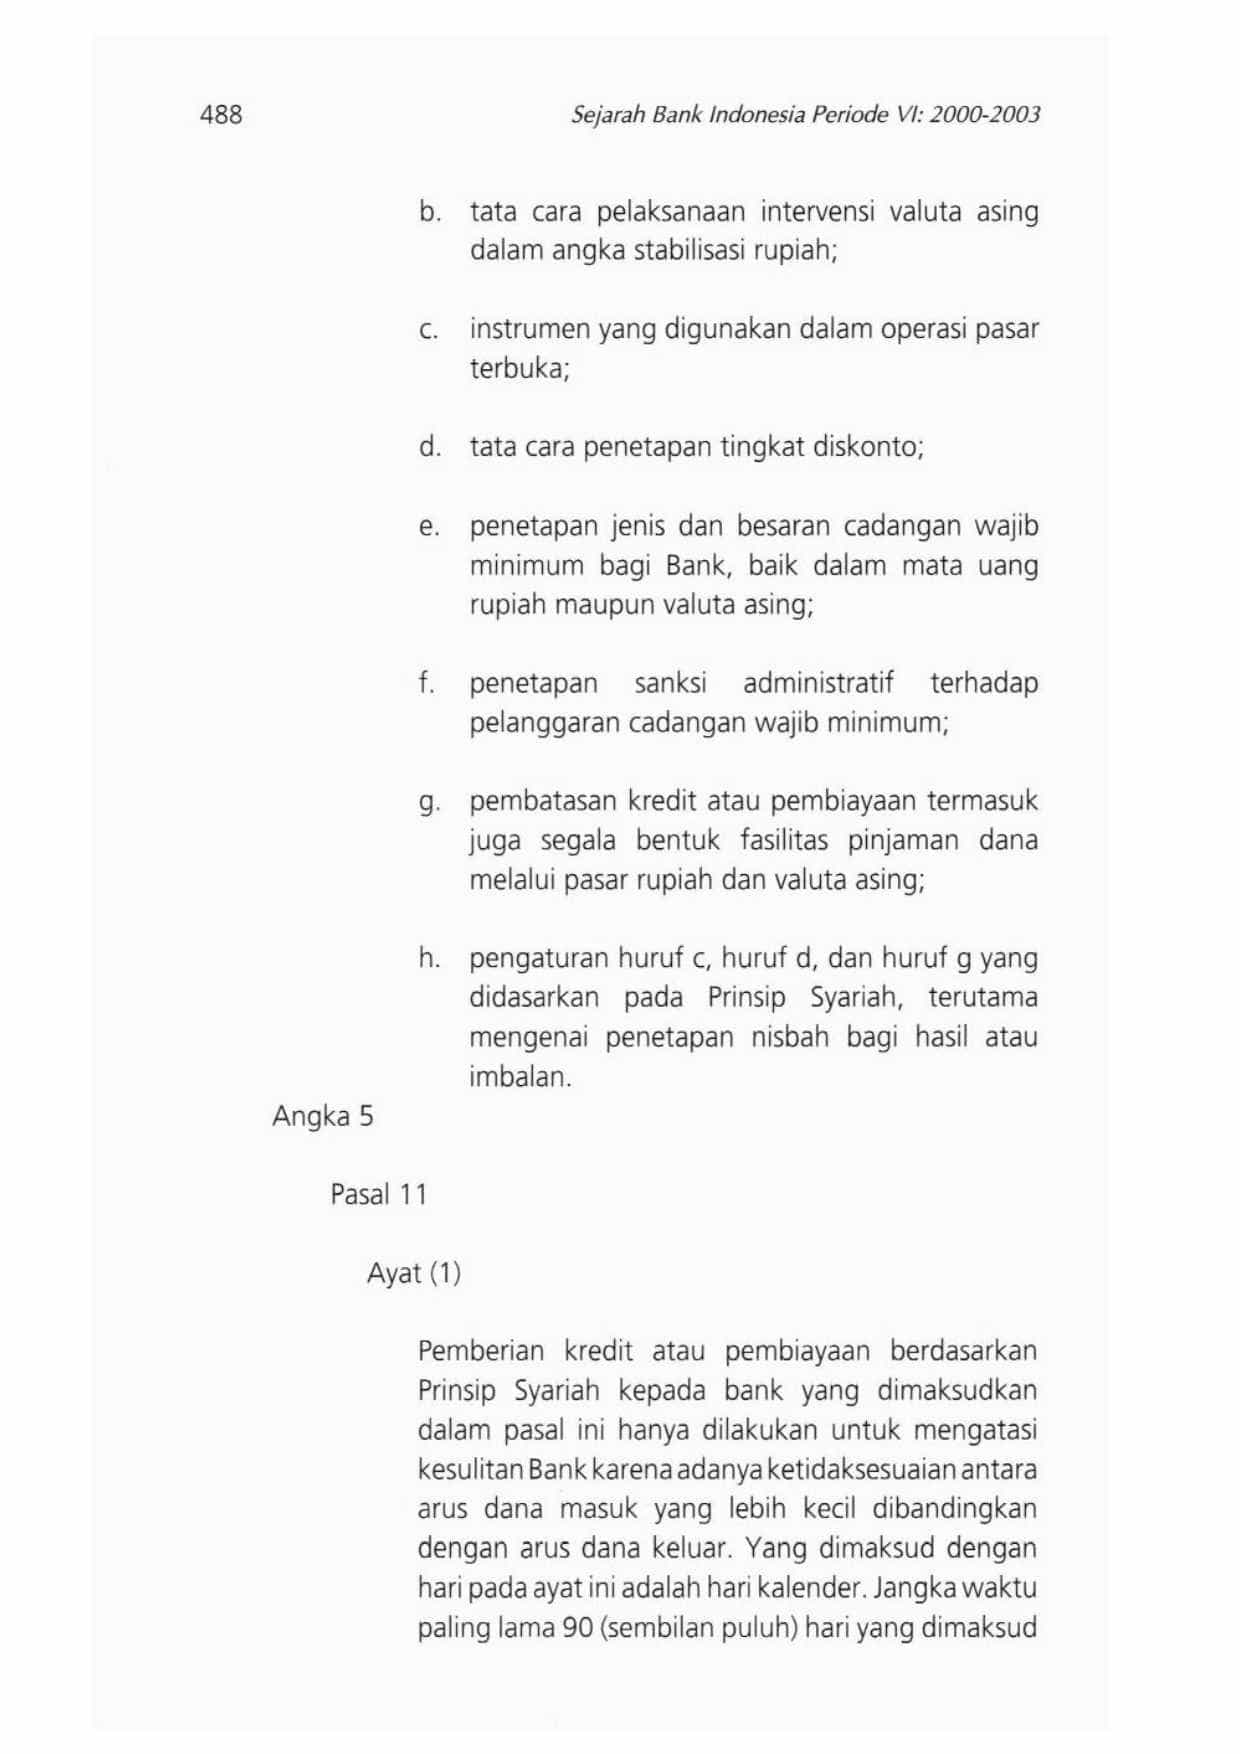 488
Sejarah Bank Indonesia Periode VI: 2000-2003
b. tata cara pelaksanaan intervensi valuta asing
dalam angka stabilisasi rupiah;
c. instrumen yang digunakan dalam operasi pasar
terbuka;
d. tata cara penetapan tingkat diskonto;
e. penetapan jenis dan besaran cadangan wajib
minimum bagi Bank, baik dalam mata uang
rupiah maupun valuta asing;
f. penetapan sanksi administratif terhadap
pelanggaran cadangan wajib minimum;
g. pembatasan kredit atau pembiayaan termasuk
juga segala bentuk fasilitas pinjaman dana
melalui pasar rupiah dan valuta asing;
h. pengaturan huruf c, huruf d, dan huruf g yang
didasarkan pada Prinsip Syariah, terutama
mengenai penetapan nisbah bagi hasil atau
imbalan.
Angka 5
Pasal 11
Ayat (1)
Pemberian kredit atau pembiayaan berdasarkan
Prinsip Syariah kepada bank yang dimaksudkan
dalam pasal ini hanya dilakukan untuk mengatasi
kesulitan Bank karena adanya ketidaksesuaian antara
arus dana masuk yang lebih kecil dibandingkan
dengan arus dana keluar. Yang dimaksud dengan
hari pada ayat ini adalah hari kalender. Jangka waktu
paling lama 90 (sembilan puluh) hari yang dimaksud